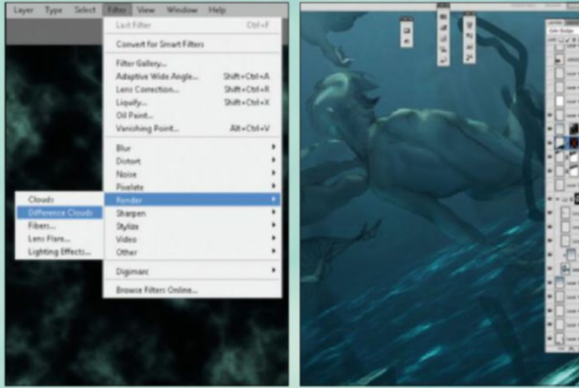 Layer Type Select Filter View Window Help
Last Filter Ctrl+F
Convert for Smart Filters
Filter Gallery...
Adaptive Wide Angle... Shift+Ctrl+A
Lens Correction... Shift+Ctrl+R
Liquify... Shift+Ctrl+X
Oil Paint...
Vanishing Point... Alt+Ctrl+V
Blur
Distort
Noise
Pixelate
Render
Sharpen
Stylize
Video
Other
Digimarc
Browse Filters Online...
Clouds
Difference Clouds
Fibers...
Lens Flare...
Lighting Effects...
Color Dodge